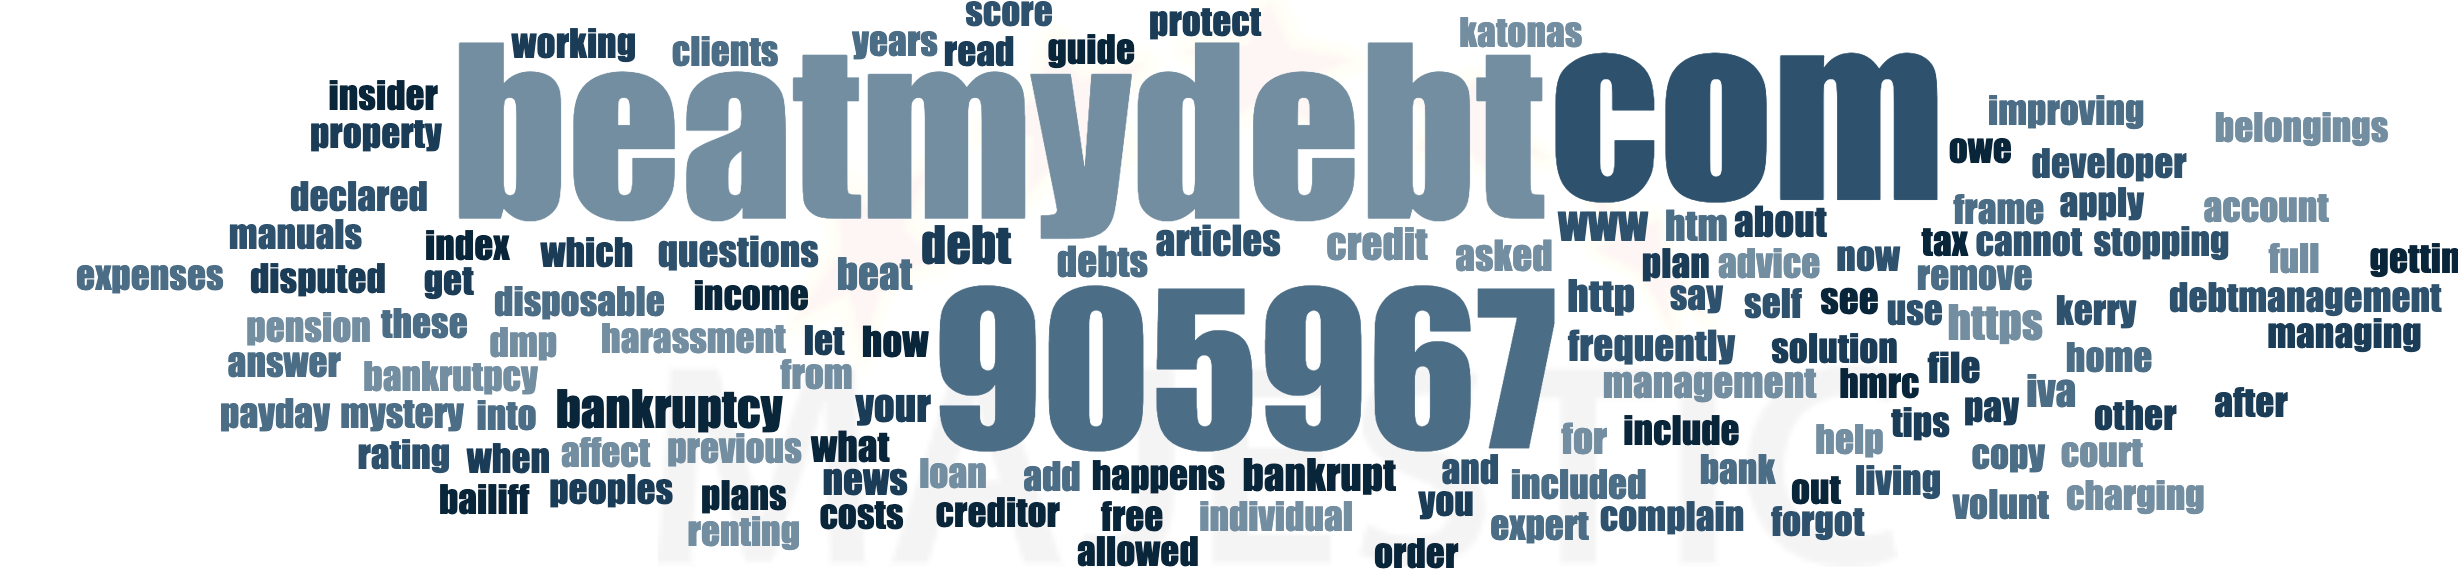 score protect
working clients years read guide katonas
insider beatmydebt com improving belongings
property owe developer
declared frame apply account
manuals index which questions debt debts articles credit asked www htm about tax cannot stopping full gettin
expenses disputed get disposable income beat plan advice now remove
http say self see use https kerry debtmanagement
pension these dmp harassment let how 905967 managing
answer bankrutpcy from frequently solution file home
management hmrc iva
payday mystery into bankruptcy your tips pay other after
rating when affect previous what for include help copy court
news loan add happens bankrupt and included bank out living
bailiff peoples plans costs creditor free individual you expert complain forgot volunt charging
renting allowed order
MAJESTIC